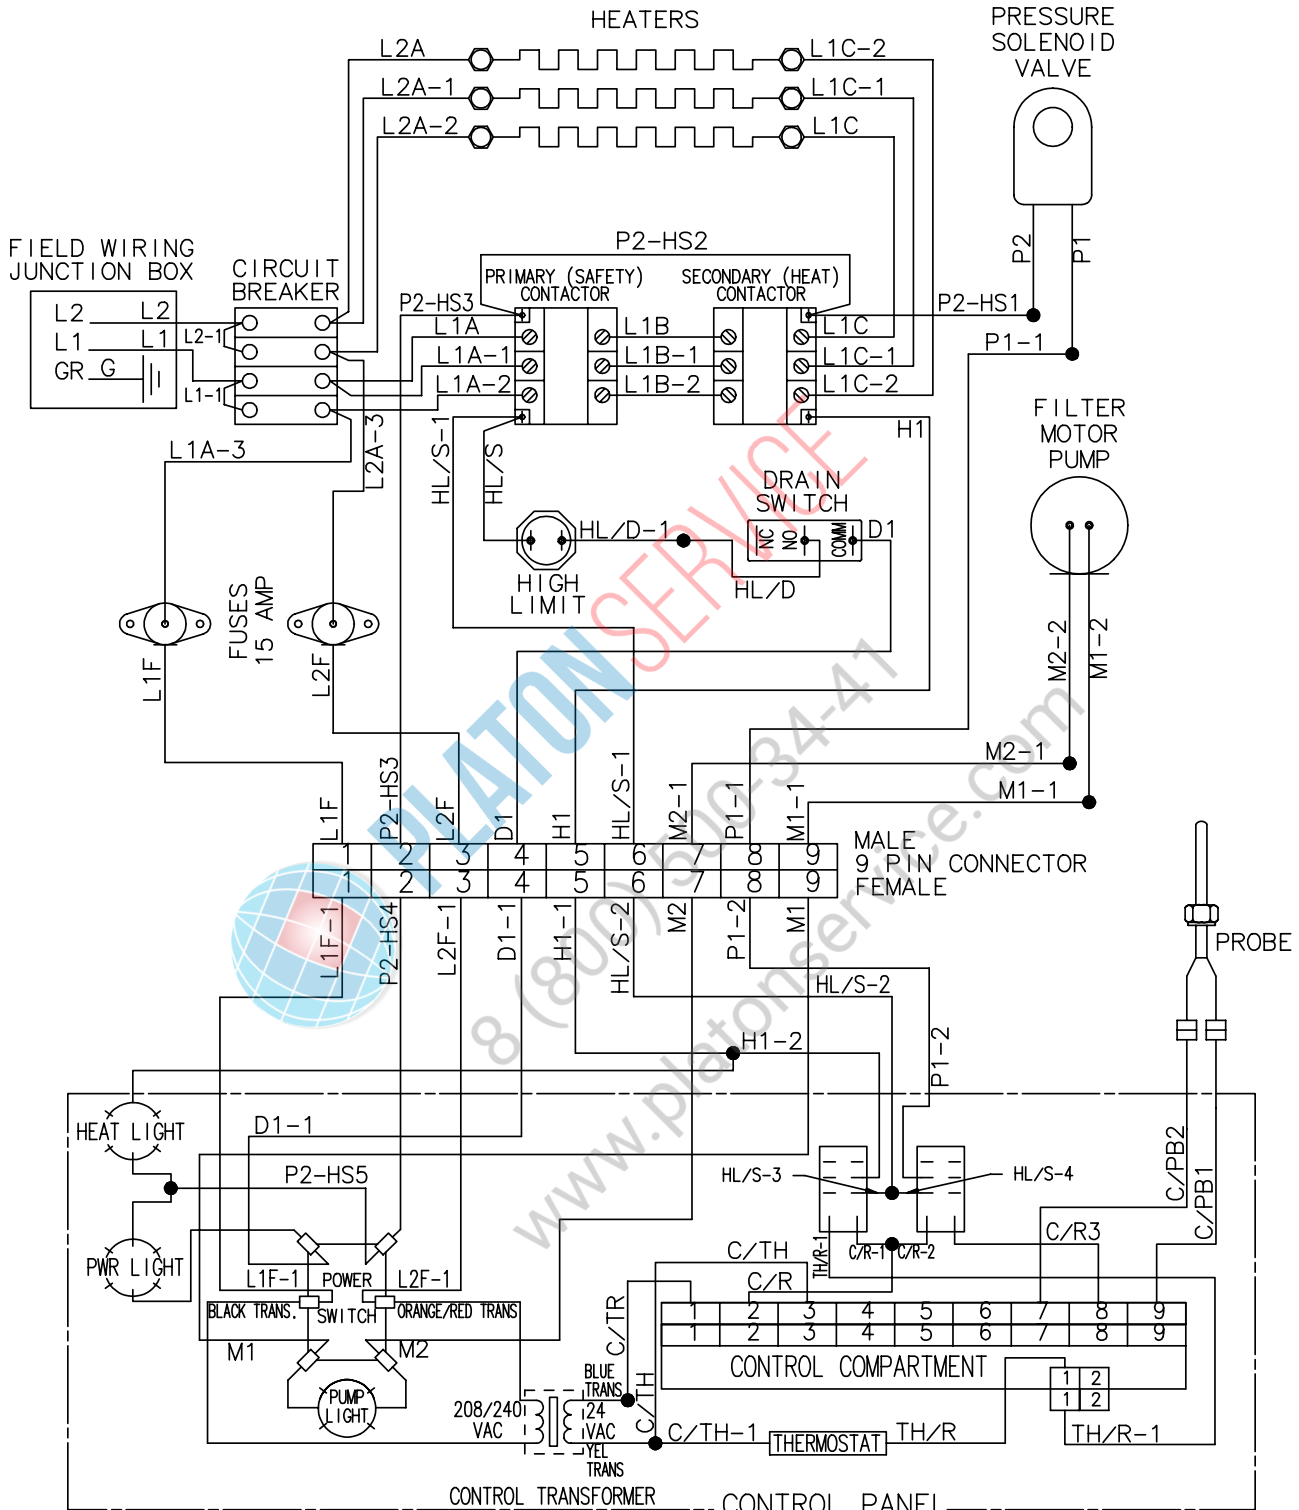 HEATERS
PRESSURE
SOLENOID
VALVE
L2A
L1C-2
L2A-1
L1C-1
L2A-2
L1C
P2
P1
FIELD WIRING
JUNCTION BOX
CIRCUIT
BREAKER
P2-HS2
PRIMARY (SAFETY)
CONTACTOR
SECONDARY (HEAT)
CONTACTOR
P2-HS3
P2-HS1
L2
L2
L2-1
L1
L1
GR
G
L1-1
L1A
L1B
L1C
L1A-1
L1B-1
L1C-1
L1A-2
L1B-2
L1C-2
P1-1
L1A-3
L2A-3
HL/S-1
HL/S
H1
FILTER
MOTOR
PUMP
DRAIN
SWITCH
NC
NO
COMM
D1
HL/D-1
HL/D
HIGH
LIMIT
FUSES
15 AMP
L1F
L2F
M2-2
M1-2
M2-1
M1-1
L1F
P2-HS3
L2F
D1
H1
HL/S-1
M2-1
P1-1
M1-1
1 2 3 4 5 6 7 8 9
1 2 3 4 5 6 7 8 9
MALE
9 PIN CONNECTOR
FEMALE
L1F-1
P2-HS4
L2F-1
D1-1
H1-1
HL/S-2
M2
P1-2
M1
PROBE
HL/S-2
H1-2
P1-2
HEAT LIGHT
D1-1
P2-HS5
HL/S-3
HL/S-4
C/PB2
C/PB1
PWR LIGHT
L1F-1
POWER
SWITCH
L2F-1
BLACK TRANS.
ORANGE/RED TRANS
M1
M2
PUMP
LIGHT
TH/R-1
C/R-1
C/R-2
C/R3
C/TH
C/R
C/TR
1 2 3 4 5 6 7 8 9
1 2 3 4 5 6 7 8 9
CONTROL COMPARTMENT
1 2
1 2
BLUE
TRANS
208/240
VAC
24
VAC
YEL
TRANS
C/TH
C/TH-1
THERMOSTAT
TH/R
TH/R-1
CONTROL TRANSFORMER
CONTROL PANEL
PLATONSERVICE
8 (800) 500-34-41
www.platonservice.com